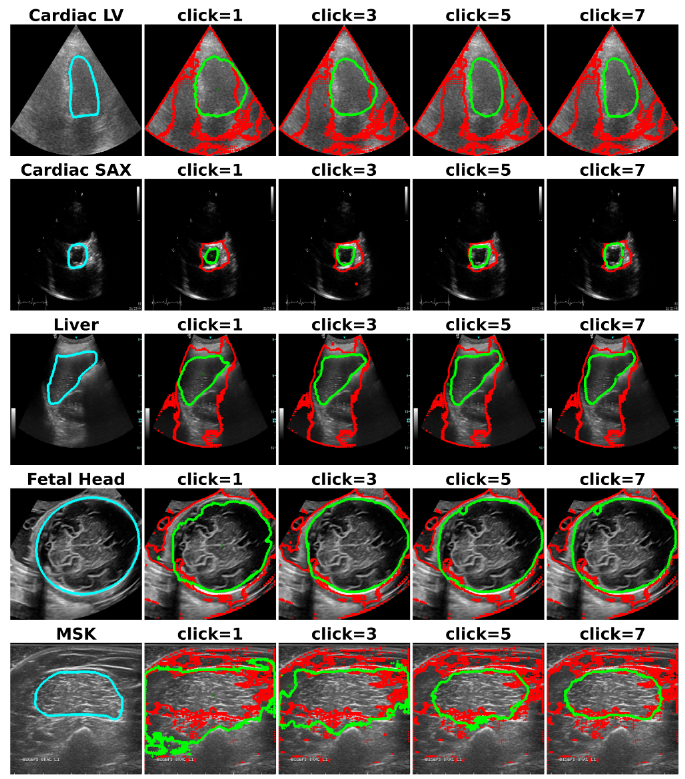 Cardiac LV click=1 click=3 click=5 click=7
Cardiac SAX click=1 click=3 click=5 click=7
Liver click=1 click=3 click=5 click=7
Fetal Head click=1 click=3 click=5 click=7
MSK click=1 click=3 click=5 click=7